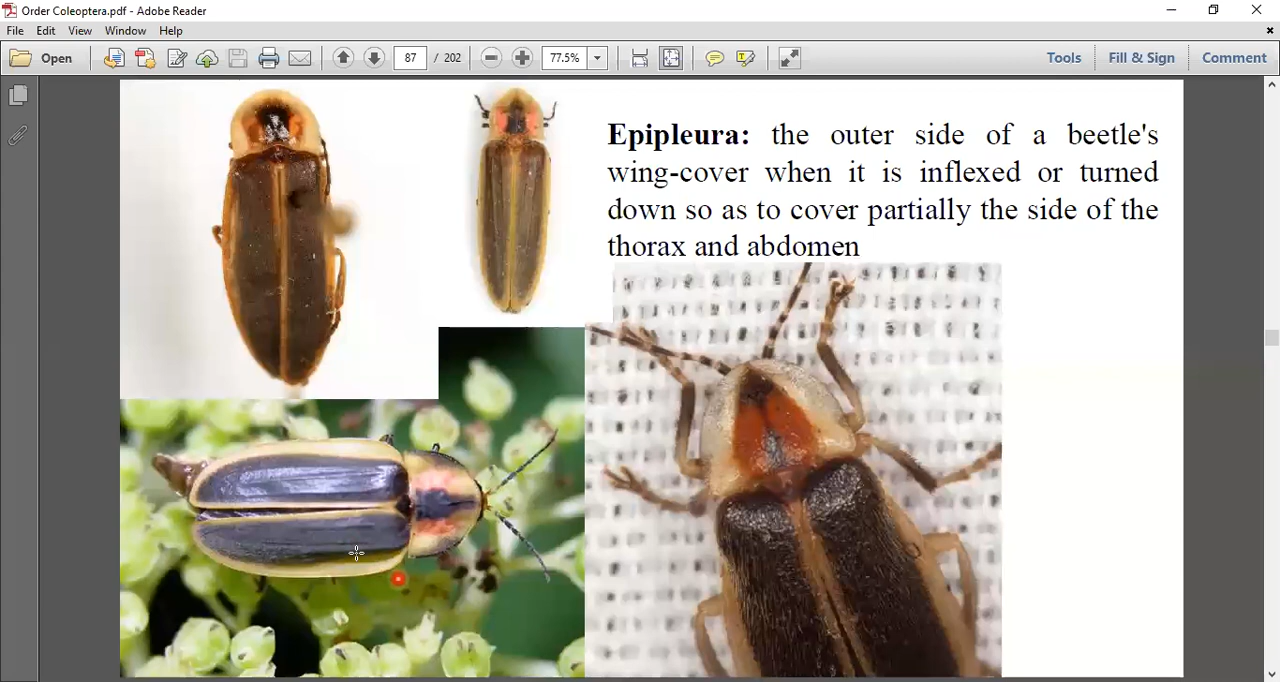 Order Coleoptera.pdf - Adobe Reader
File Edit View Window Help
Open 87 / 202 77.5% Tools Fill & Sign Comment
Epipleura: the outer side of a beetle's
wing-cover when it is inflexed or turned
down so as to cover partially the side of the
thorax and abdomen